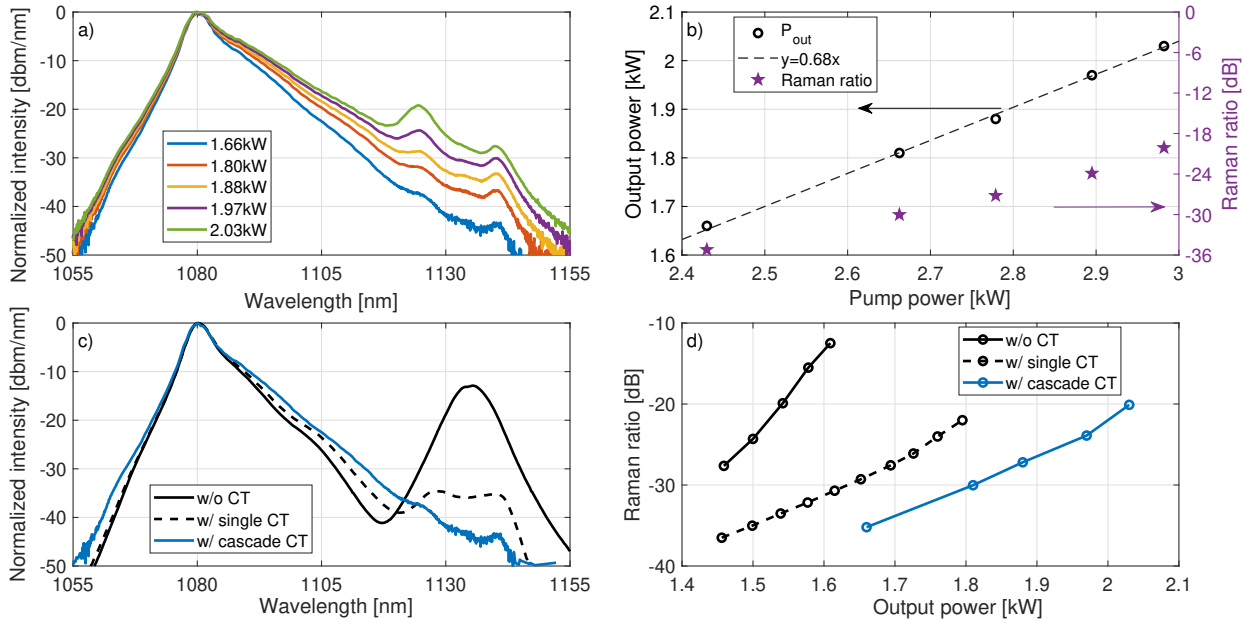 a)
0
-10
-20
-30
-40
-50
1055
1080
1105
1130
1155
Normalized intensity [dbm/nm]
Wavelength [nm]
1.66kW
1.80kW
1.88kW
1.97kW
2.03kW
b)
2.1
2
1.9
1.8
1.7
1.6
2.4
2.5
2.6
2.7
2.8
2.9
3
Output power [kW]
Pump power [kW]
P_out
y=0.68x
Raman ratio
0
-6
-12
-18
-24
-30
-36
Raman ratio [dB]
c)
0
-10
-20
-30
-40
-50
1055
1080
1105
1130
1155
Normalized intensity [dbm/nm]
Wavelength [nm]
w/o CT
w/ single CT
w/ cascade CT
d)
-10
-20
-30
-40
1.4
1.5
1.6
1.7
1.8
1.9
2
2.1
Raman ratio [dB]
Output power [kW]
w/o CT
w/ single CT
w/ cascade CT